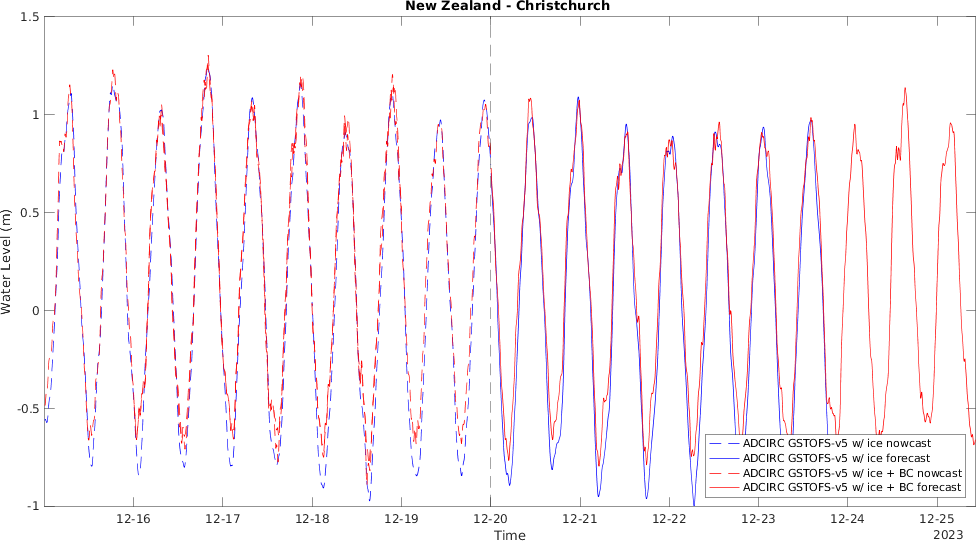 New Zealand - Christchurch
1.5
1
0.5
0
-0.5
-1
Water Level (m)
12-16 12-17 12-18 12-19 12-20 12-21 12-22 12-23 12-24 12-25
Time
2023
ADCIRC GSTOFS-v5 w/ ice nowcast
ADCIRC GSTOFS-v5 w/ ice forecast
ADCIRC GSTOFS-v5 w/ ice + BC nowcast
ADCIRC GSTOFS-v5 w/ ice + BC forecast